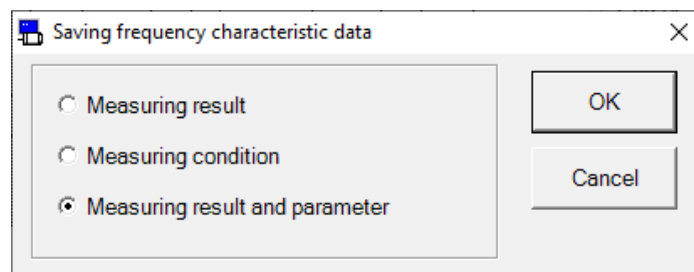 Saving frequency characteristic data
Measuring result
OK
Measuring condition
Cancel
Measuring result and parameter